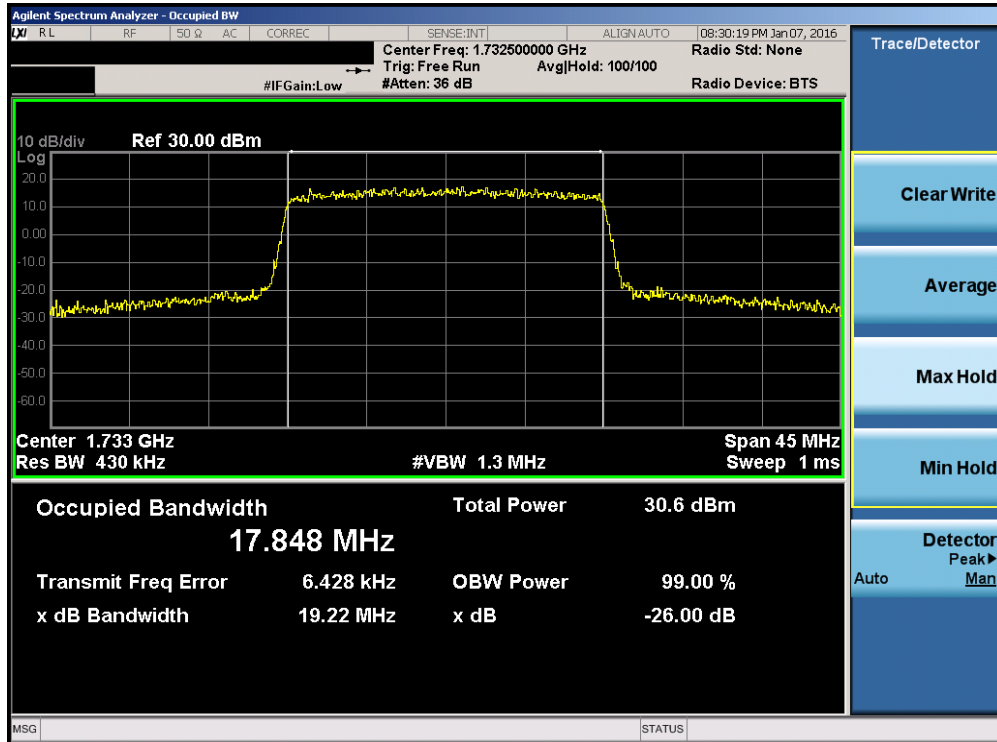 Agilent Spectrum Analyzer - Occupied BW
LXI RL RF 50 Ω AC CORREC SENSE:INT ALIGN AUTO 08:30:19 PM Jan 07, 2016
Center Freq: 1.732500000 GHz Radio Std: None
Trig: Free Run Avg|Hold: 100/100
#IFGain:Low #Atten: 36 dB Radio Device: BTS
10 dB/div Ref 30.00 dBm
Log
20.0
10.0
0.00
-10.0
-20.0
-30.0
-40.0
-50.0
-60.0
Center 1.733 GHz Span 45 MHz
Res BW 430 kHz #VBW 1.3 MHz Sweep 1 ms
Occupied Bandwidth Total Power 30.6 dBm
17.848 MHz
Transmit Freq Error 6.428 kHz OBW Power 99.00 %
x dB Bandwidth 19.22 MHz x dB -26.00 dB
MSG STATUS
Trace/Detector
Clear Write
Average
Max Hold
Min Hold
Detector
Peak▶
Auto Man